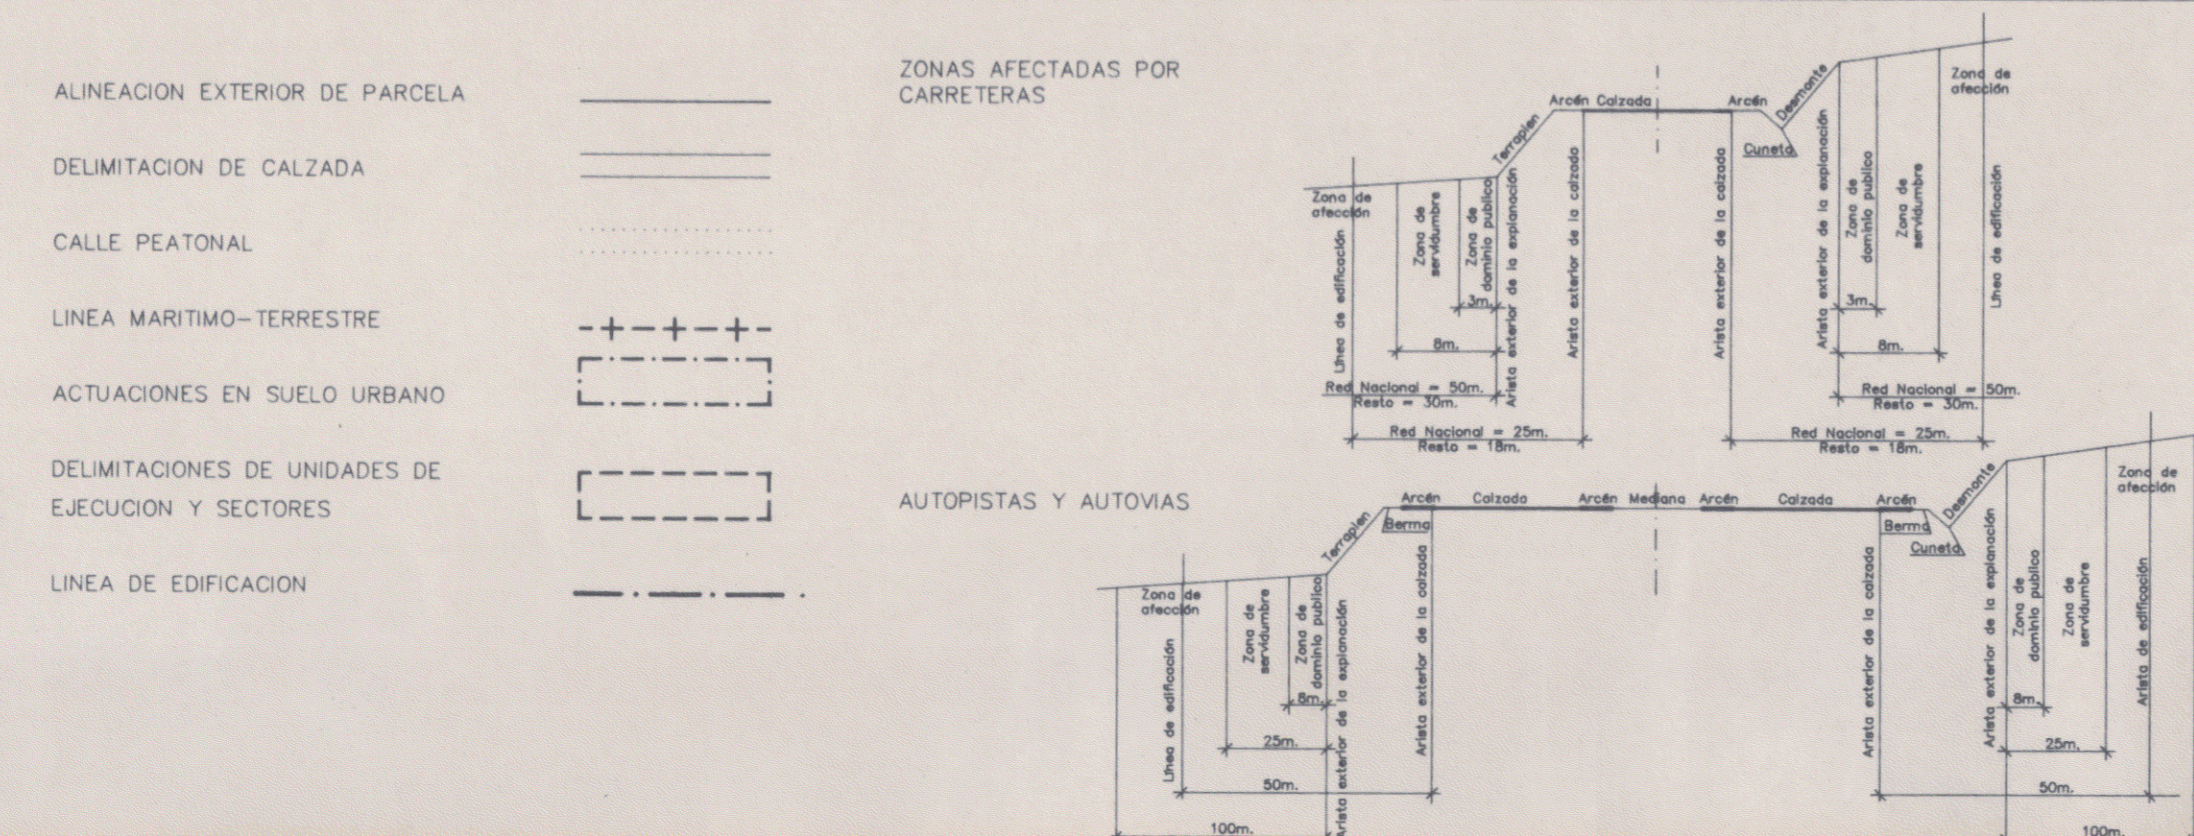 ALINEACION EXTERIOR DE PARCELA
DELIMITACION DE CALZADA
CALLE PEATONAL
LINEA MARITIMO-TERRESTRE
ACTUACIONES EN SUELO URBANO
DELIMITACIONES DE UNIDADES DE
EJECUCION Y SECTORES
LINEA DE EDIFICACION
ZONAS AFECTADAS POR
CARRETERAS
Zona de
afección
Línea de edificación
Zona de
servidumbre
Zona de
dominio publico
Terraplen
Arista exterior de la explanación
Arcén Calzada
Arista exterior de la calzada
3m.
8m.
Red Nacional = 50m.
Resto = 30m.
Red Nacional = 25m.
Resto = 18m.
Arcén
Cuneta
Desmonte
Arista exterior de la calzada
Arista exterior de la explanación
Zona de
dominio publico
Zona de
servidumbre
Zona de
afección
Línea de edificación
3m.
8m.
Red Nacional = 50m.
Resto = 30m.
Red Nacional = 25m.
Resto = 18m.
AUTOPISTAS Y AUTOVIAS
Zona de
afección
Línea de edificación
Zona de
servidumbre
Zona de
dominio publico
Terraplen
Arista exterior de la explanación
Arcén Calzada Arcén Mediana Arcén Calzada Arcén
Berma
Arista exterior de la calzada
8m.
25m.
50m.
100m.
Berma
Cuneta
Desmonte
Arista exterior de la calzada
Arista exterior de la explanación
Zona de
dominio publico
Zona de
servidumbre
Zona de
afección
Arista de edificación
8m.
25m.
50m.
100m.